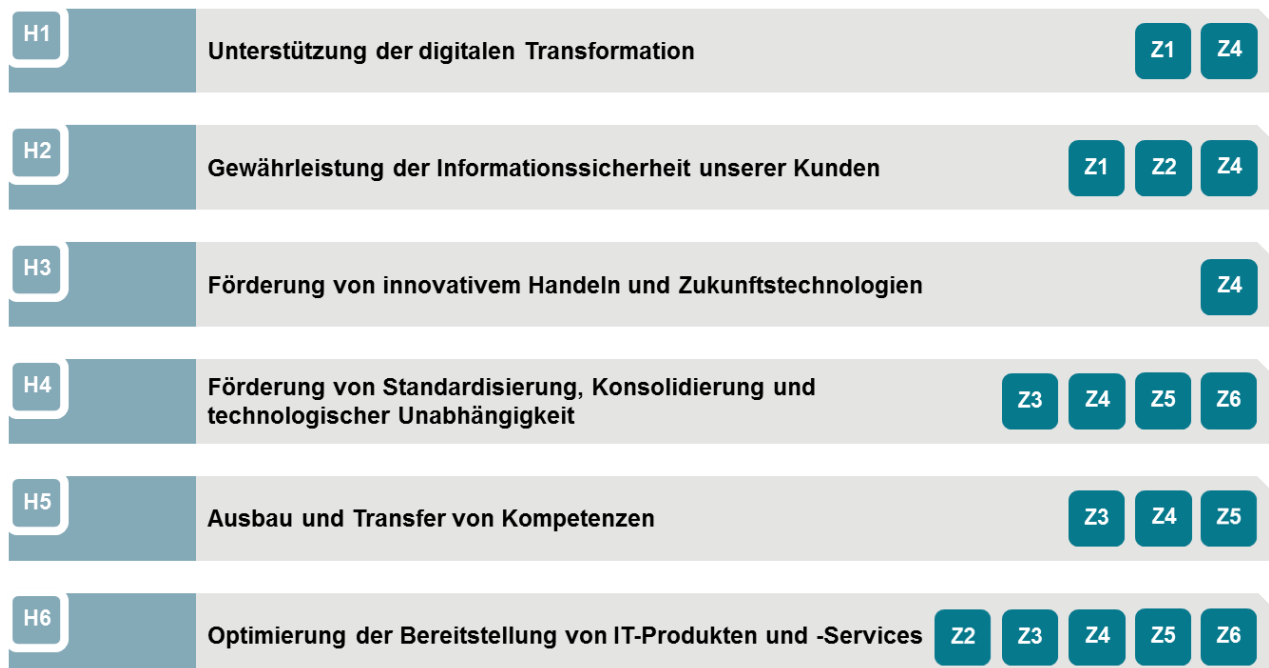 H1
Unterstützung der digitalen Transformation
Z1 Z4
H2
Gewährleistung der Informationssicherheit unserer Kunden
Z1 Z2 Z4
H3
Förderung von innovativem Handeln und Zukunftstechnologien
Z4
H4
Förderung von Standardisierung, Konsolidierung und
technologischer Unabhängigkeit
Z3 Z4 Z5 Z6
H5
Ausbau und Transfer von Kompetenzen
Z3 Z4 Z5
H6
Optimierung der Bereitstellung von IT-Produkten und -Services
Z2 Z3 Z4 Z5 Z6